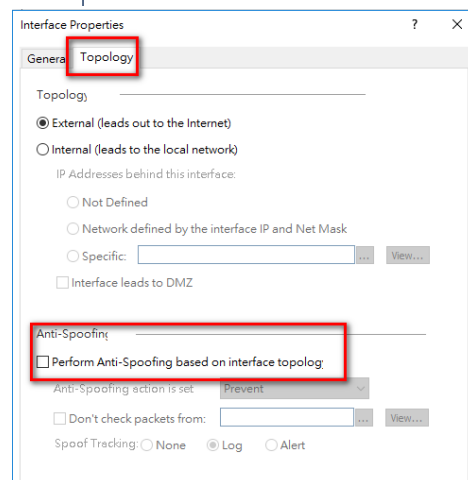 Interface Properties ? ×
Genera Topology
Topology
External (leads out to the Internet)
Internal (leads to the local network)
IP Addresses behind this interface:
Not Defined
Network defined by the interface IP and Net Mask
Specific: ... View...
Interface leads to DMZ
Anti-Spoofing
Perform Anti-Spoofing based on interface topolog
Anti-Spoofing action is set Prevent
Don't check packets from: ... View...
Spoof Tracking: None Log Alert